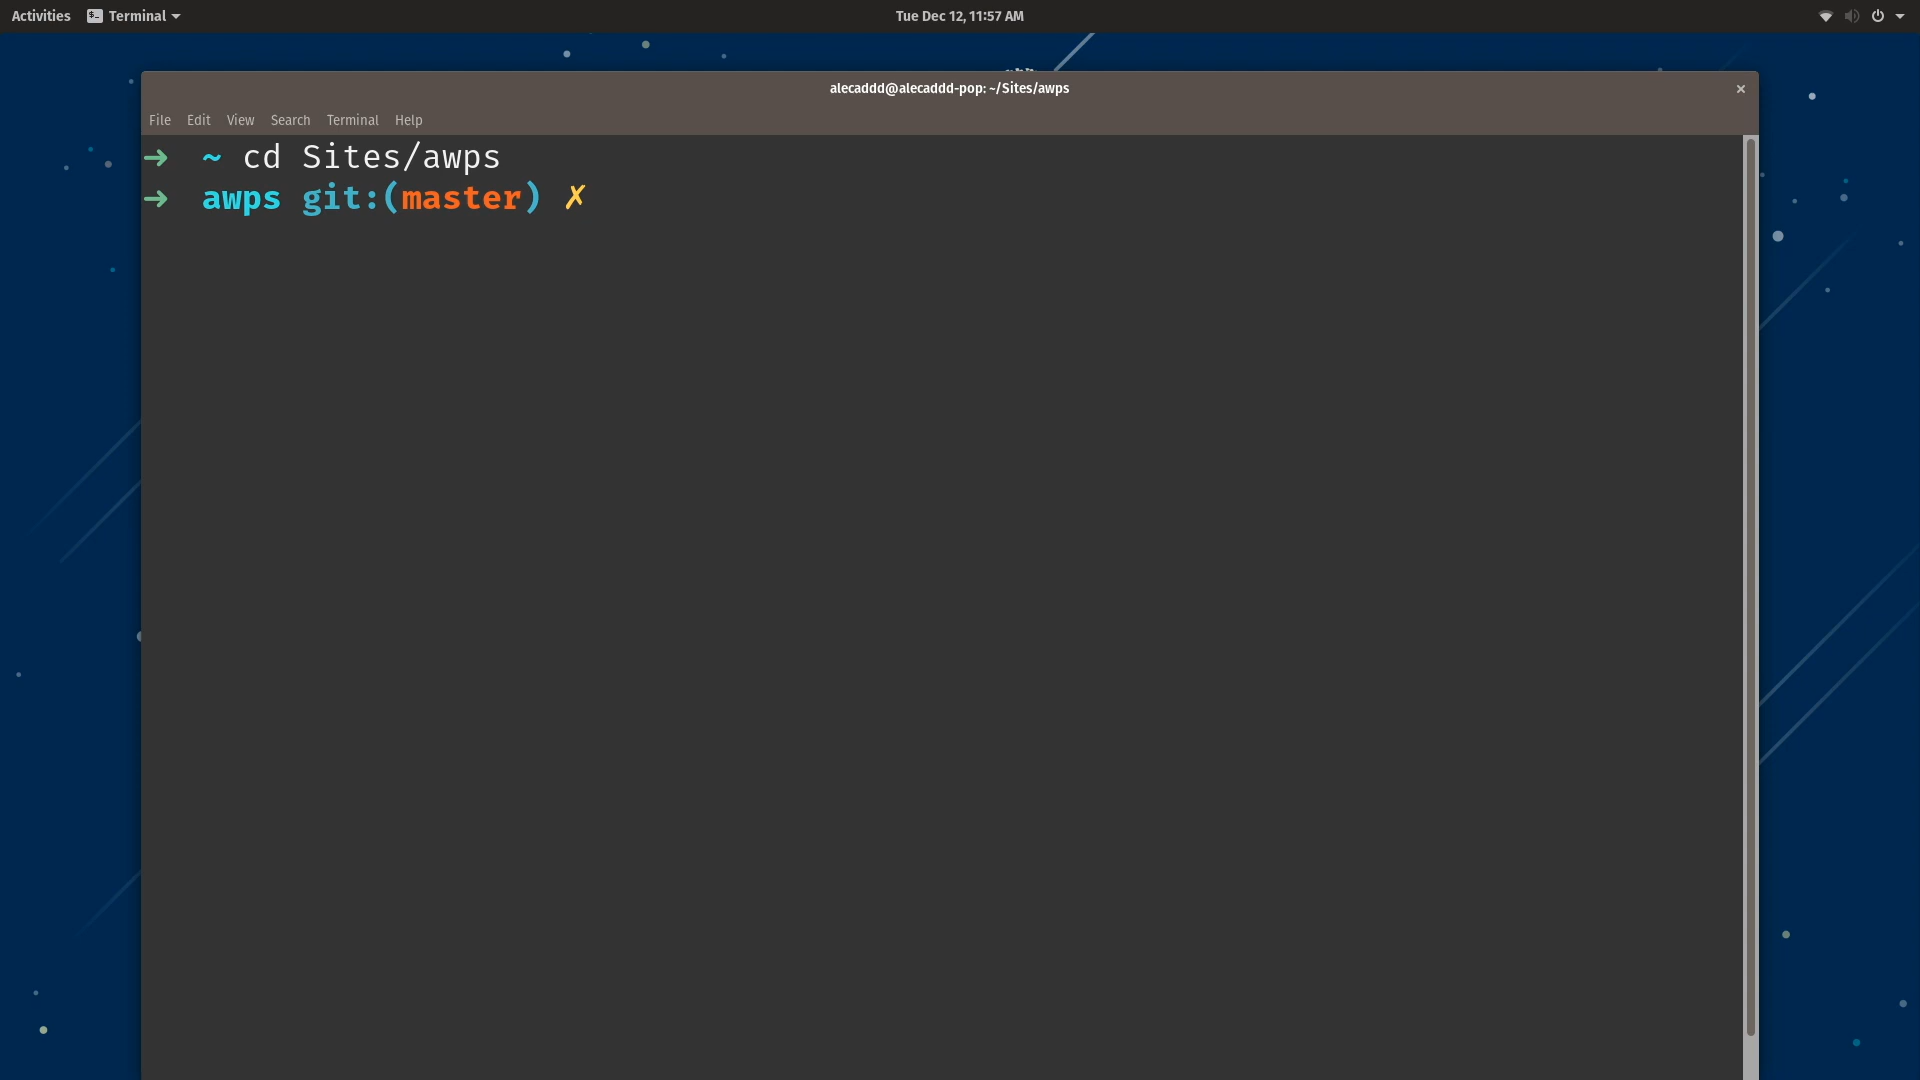 Activities Terminal Tue Dec 12, 11:57 AM
alecaddd@alecaddd-pop: ~/Sites/awps
File Edit View Search Terminal Help
➜ ~ cd Sites/awps
➜ awps git:(master) ✗